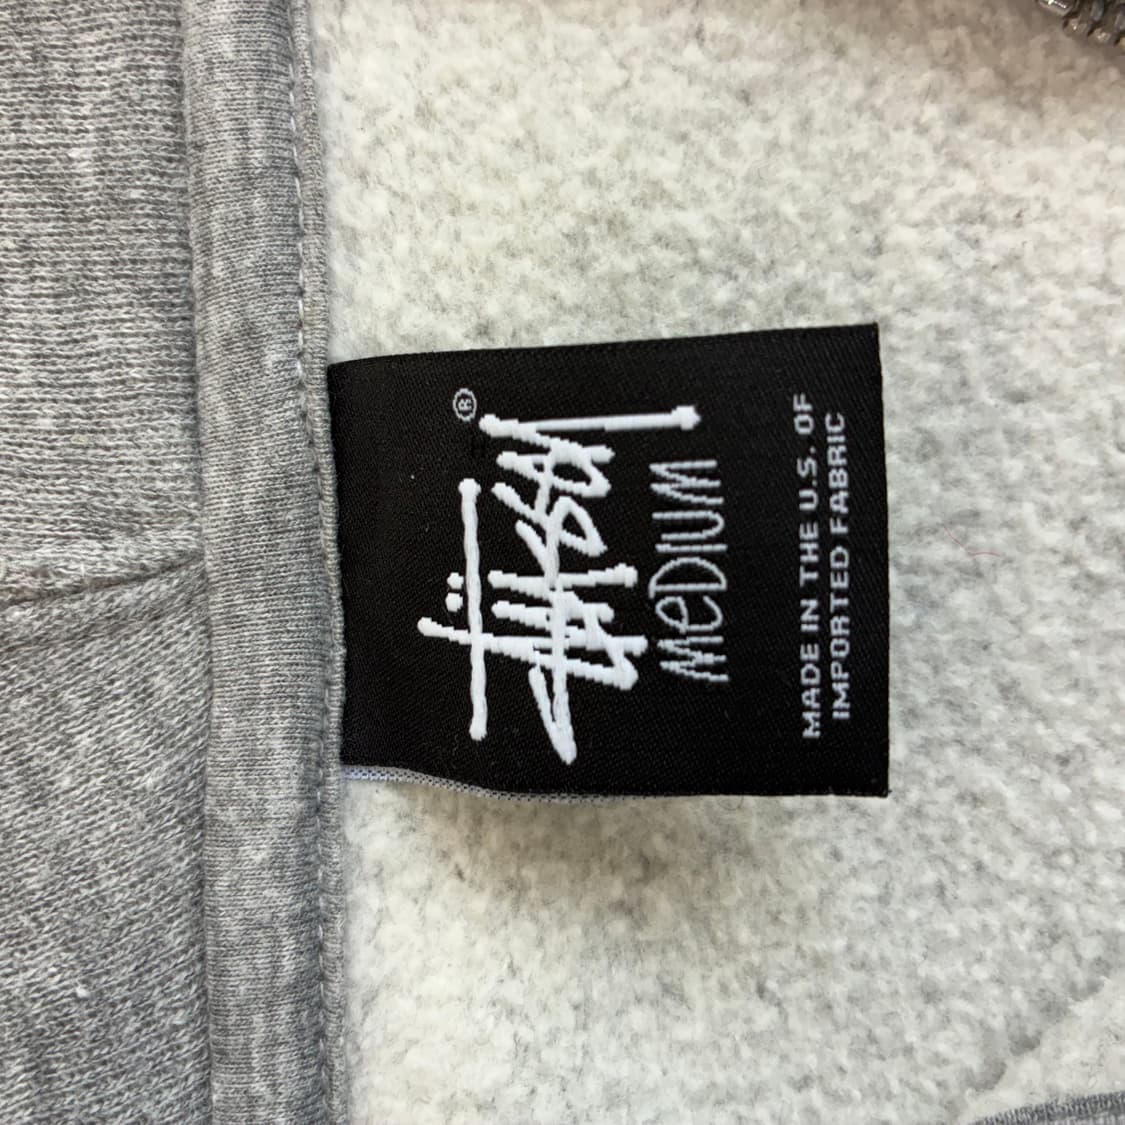 Stüssy ®
MeDIUM
MADE IN THE U.S. OF
IMPORTED FABRIC